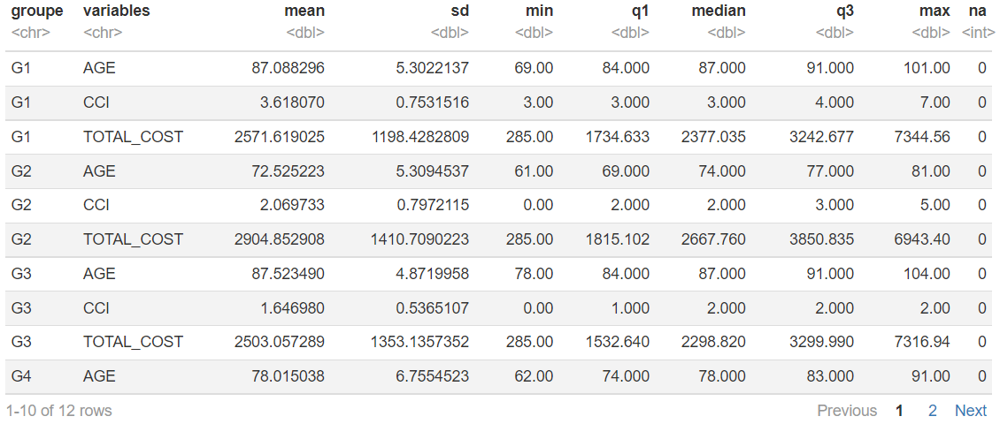 groupe variables mean sd min q1 median q3 max na
<chr> <chr> <dbl> <dbl> <dbl> <dbl> <dbl> <dbl> <dbl> <int>
G1 AGE 87.088296 5.3022137 69.00 84.000 87.000 91.000 101.00 0
G1 CCI 3.618070 0.7531516 3.00 3.000 3.000 4.000 7.00 0
G1 TOTAL_COST 2571.619025 1198.4282809 285.00 1734.633 2377.035 3242.677 7344.56 0
G2 AGE 72.525223 5.3094537 61.00 69.000 74.000 77.000 81.00 0
G2 CCI 2.069733 0.7972115 0.00 2.000 2.000 3.000 5.00 0
G2 TOTAL_COST 2904.852908 1410.7090223 285.00 1815.102 2667.760 3850.835 6943.40 0
G3 AGE 87.523490 4.8719958 78.00 84.000 87.000 91.000 104.00 0
G3 CCI 1.646980 0.5365107 0.00 1.000 2.000 2.000 2.00 0
G3 TOTAL_COST 2503.057289 1353.1357352 285.00 1532.640 2298.820 3299.990 7316.94 0
G4 AGE 78.015038 6.7554523 62.00 74.000 78.000 83.000 91.00 0
1-10 of 12 rows Previous 1 2 Next